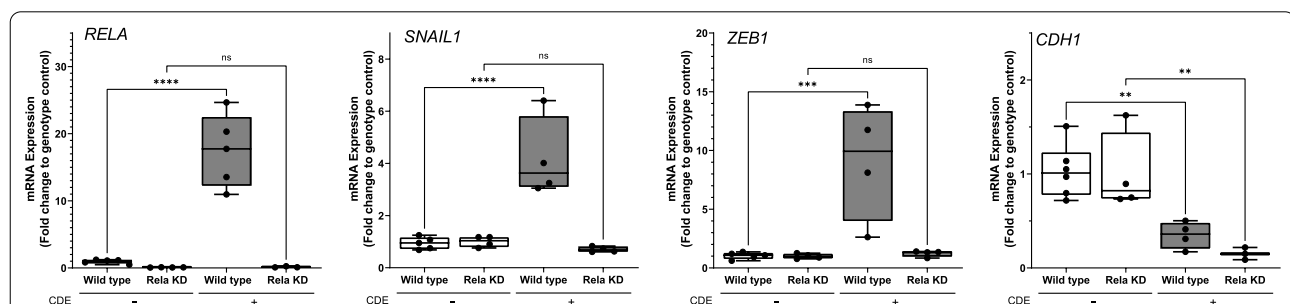 RELA
mRNA Expression
(Fold change to genotype control)
30
20
10
0
****
ns
Wild type Rela KD Wild type Rela KD
CDE - +
SNAIL1
mRNA Expression
(Fold change to genotype control)
8
6
4
2
0
****
ns
Wild type Rela KD Wild type Rela KD
CDE - +
ZEB1
mRNA Expression
(Fold change to genotype control)
20
15
10
5
0
***
ns
Wild type Rela KD Wild type Rela KD
CDE - +
CDH1
mRNA Expression
(Fold change to genotype control)
2
1
0
**
**
Wild type Rela KD Wild type Rela KD
CDE - +